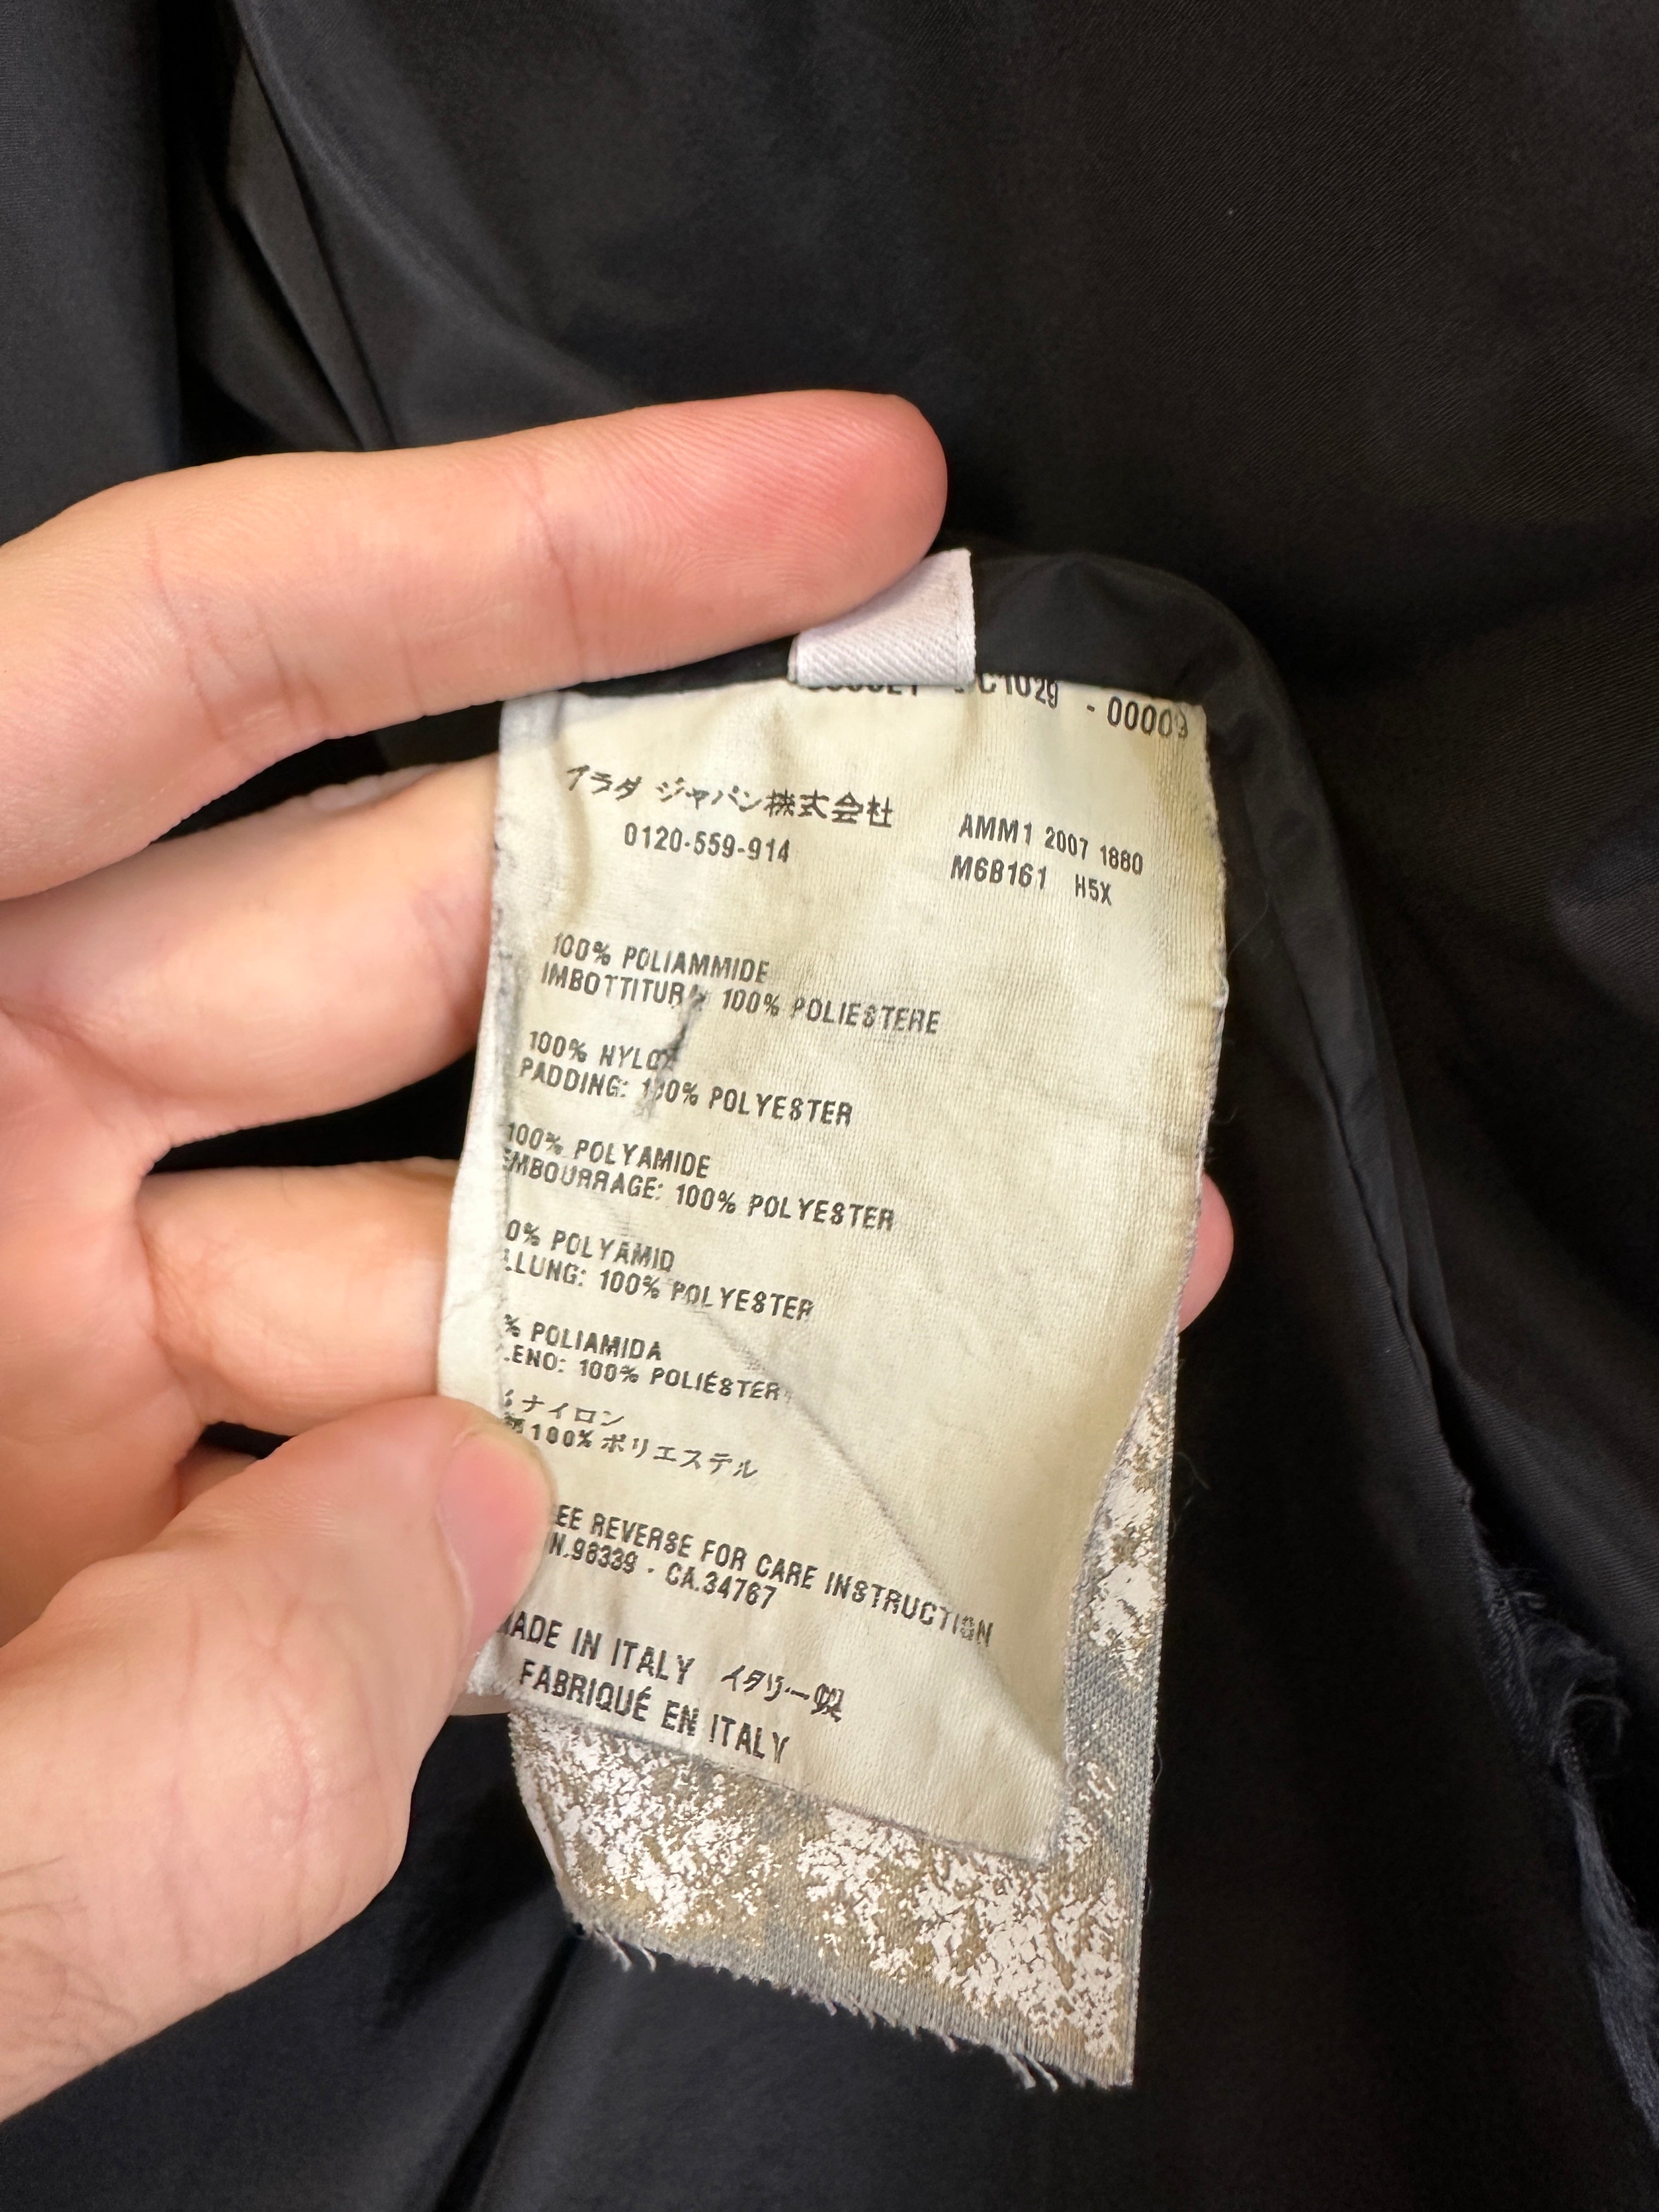 C1029 - 00009
ラダ ジャパン株式会社
0120-559-914
AMM1 2007 1880
M6B161 H5X
100% POLIAMMIDE
IMBOTTITUR 100% POLIESTERE
100% NYLO
PADDING: 100% POLYESTER
100% POLYAMIDE
EMBOURRAGE: 100% POLYESTER
0% POLYAMID
LLUNG: 100% POLYESTER
% POLIAMIDA
LENO: 100% POLIÉSTER
% ナイロン
100% ポリエステル
EE REVERSE FOR CARE INSTRUCTION
N.98339 - CA.34767
MADE IN ITALY イタリー製
FABRIQUÉ EN ITALY